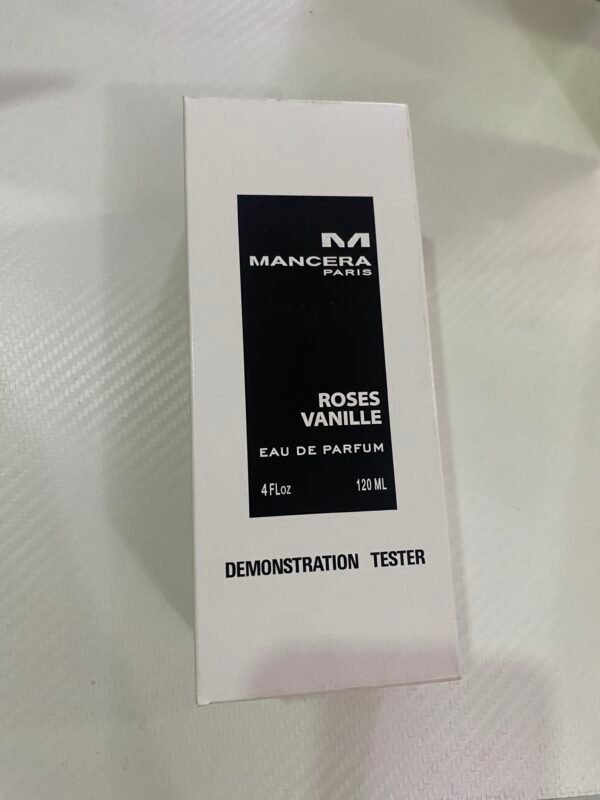 M
MANCERA
PARIS
ROSES
VANILLE
EAU DE PARFUM
4 FLoz 120 ML
DEMONSTRATION TESTER